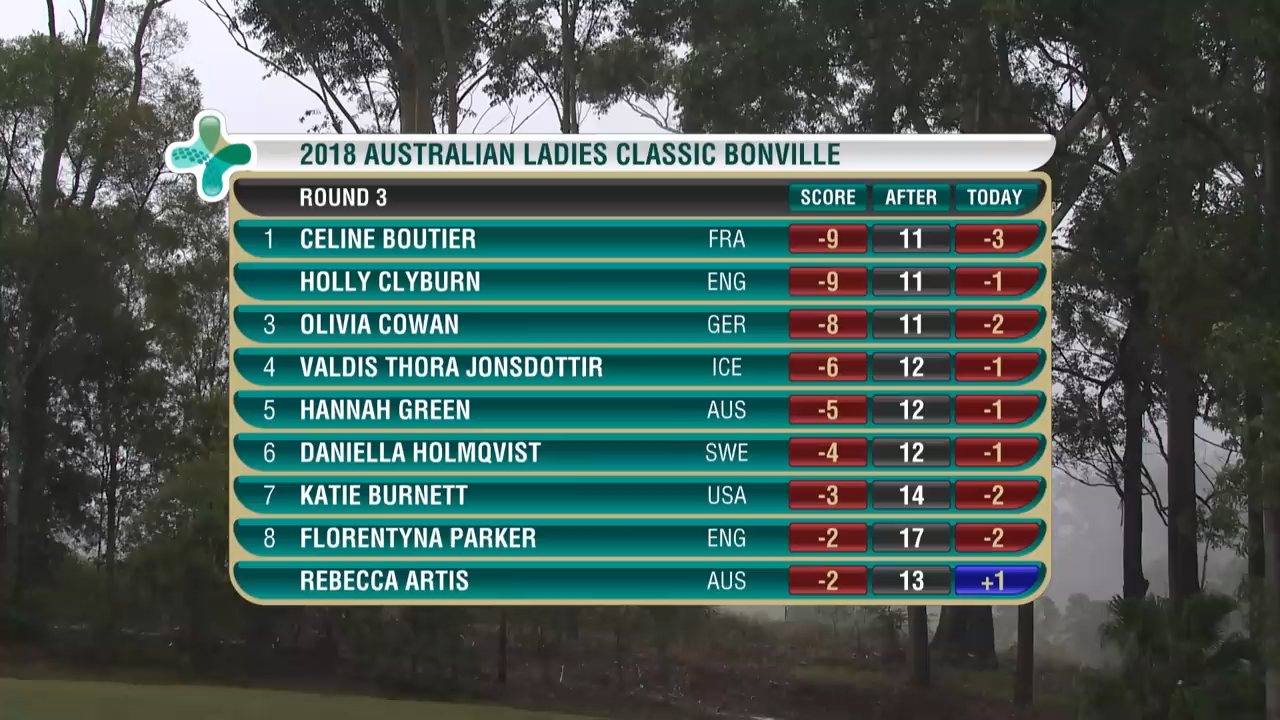 2018 AUSTRALIAN LADIES CLASSIC BONVILLE
ROUND 3 SCORE AFTER TODAY
1 CELINE BOUTIER FRA -9 11 -3
HOLLY CLYBURN ENG -9 11 -1
3 OLIVIA COWAN GER -8 11 -2
4 VALDIS THORA JONSDOTTIR ICE -6 12 -1
5 HANNAH GREEN AUS -5 12 -1
6 DANIELLA HOLMQVIST SWE -4 12 -1
7 KATIE BURNETT USA -3 14 -2
8 FLORENTYNA PARKER ENG -2 17 -2
REBECCA ARTIS AUS -2 13 +1